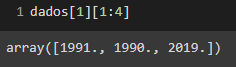 1 dados[1][1:4]
array([1991., 1990., 2019.])